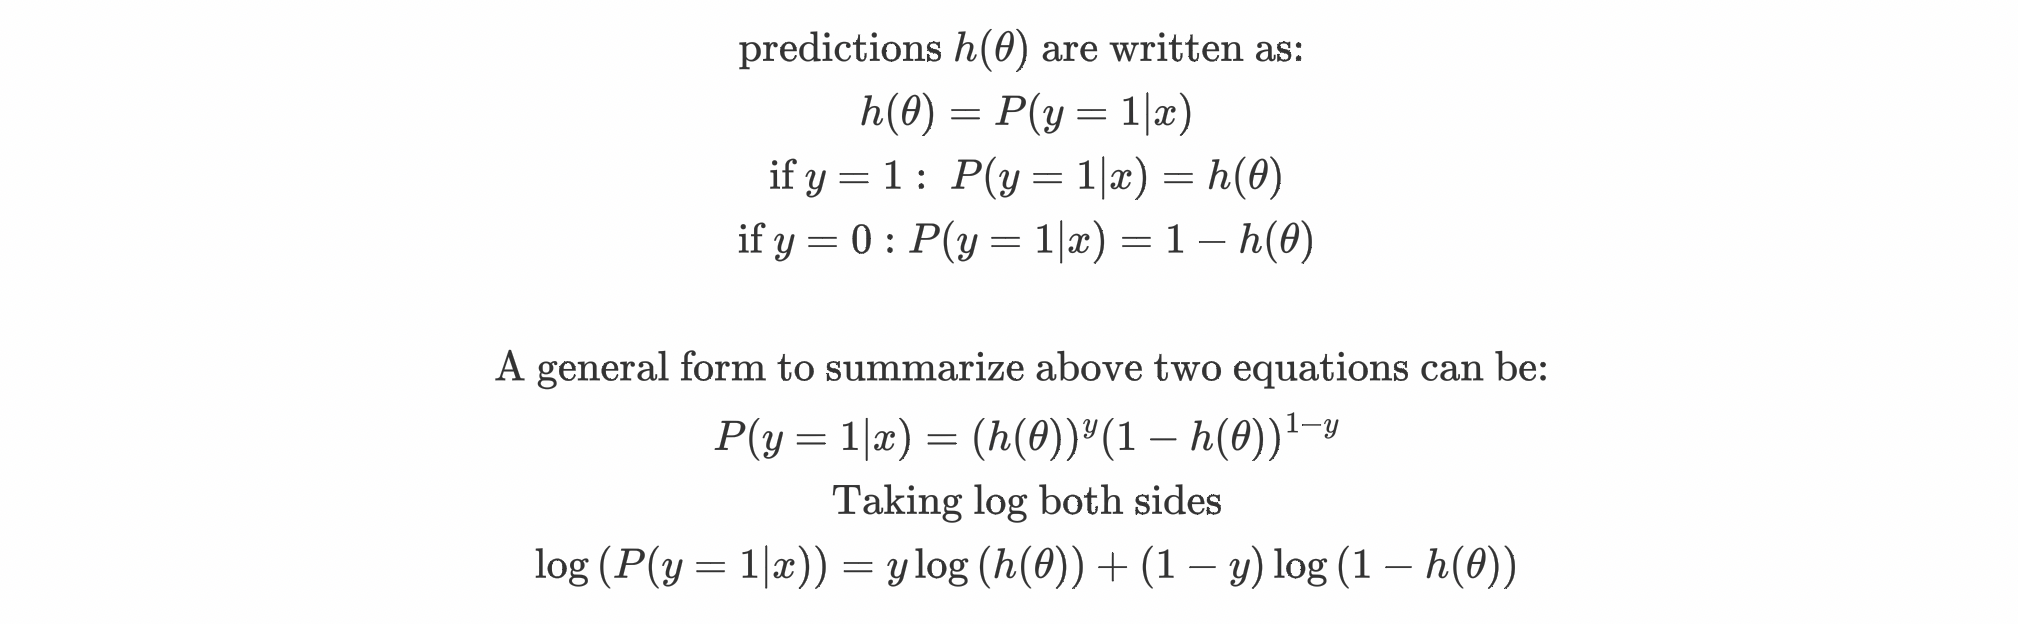 predictions h(θ) are written as:
h(θ) = P(y = 1|x)
if y = 1 : P(y = 1|x) = h(θ)
if y = 0 : P(y = 1|x) = 1 − h(θ)
A general form to summarize above two equations can be:
P(y = 1|x) = (h(θ))^y(1 − h(θ))^{1−y}
Taking log both sides
log (P(y = 1|x)) = y log (h(θ)) + (1 − y) log (1 − h(θ))